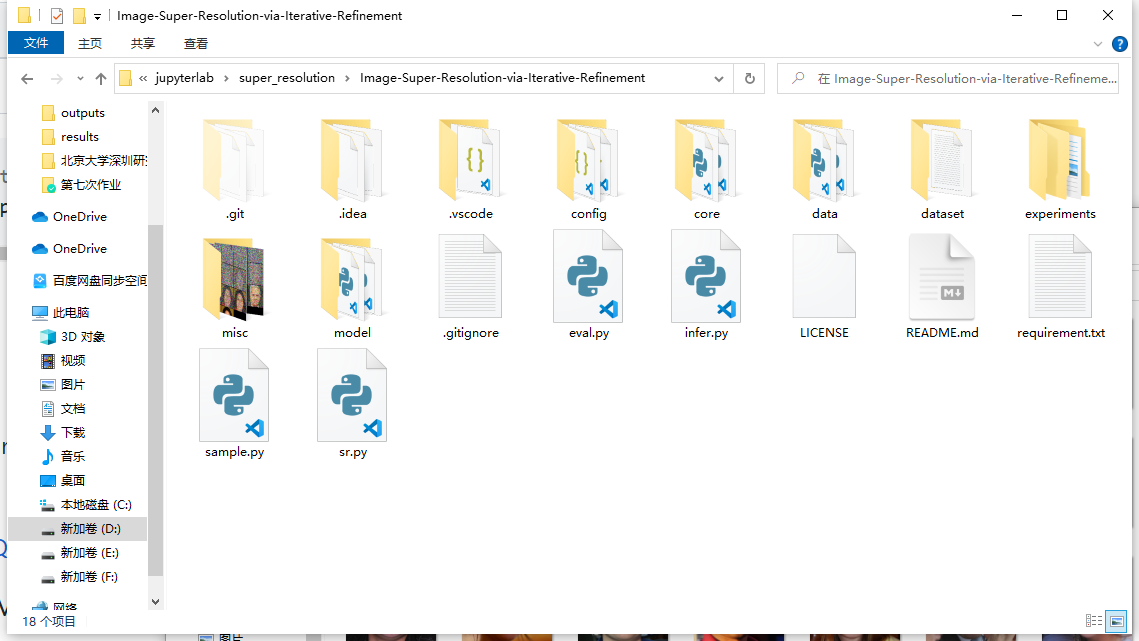 Image-Super-Resolution-via-Iterative-Refinement
文件 主页 共享 查看
« jupyterlab › super_resolution › Image-Super-Resolution-via-Iterative-Refinement
在 Image-Super-Resolution-via-Iterative-Refineme...
outputs
results
北京大学深圳研
第七次作业
OneDrive
OneDrive
百度网盘同步空间
此电脑
3D 对象
视频
图片
文档
下载
音乐
桌面
本地磁盘 (C:)
新加卷 (D:)
新加卷 (E:)
新加卷 (F:)
网络
.git .idea .vscode config core data dataset experiments
misc model .gitignore eval.py infer.py LICENSE README.md requirement.txt
sample.py sr.py
18 个项目
图片